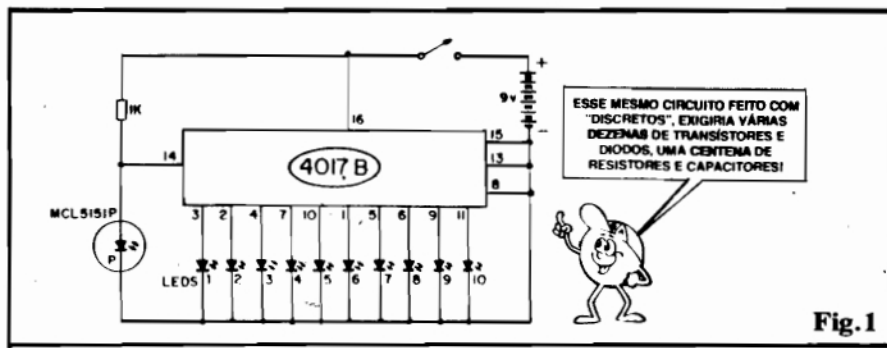 1K
14
MCL5151P
P
16
4017 B
9v
+
-
15
13
8
3 2 4 7 10 1 5 6 9 11
LEDS 1 2 3 4 5 6 7 8 9 10
ESSE MESMO CIRCUITO FEITO COM
"DISCRETOS", EXIGIRIA VÁRIAS
DEZENAS DE TRANSÍSTORES E
DIODOS, UMA CENTENA DE
RESISTORES E CAPACITORES!
Fig.1